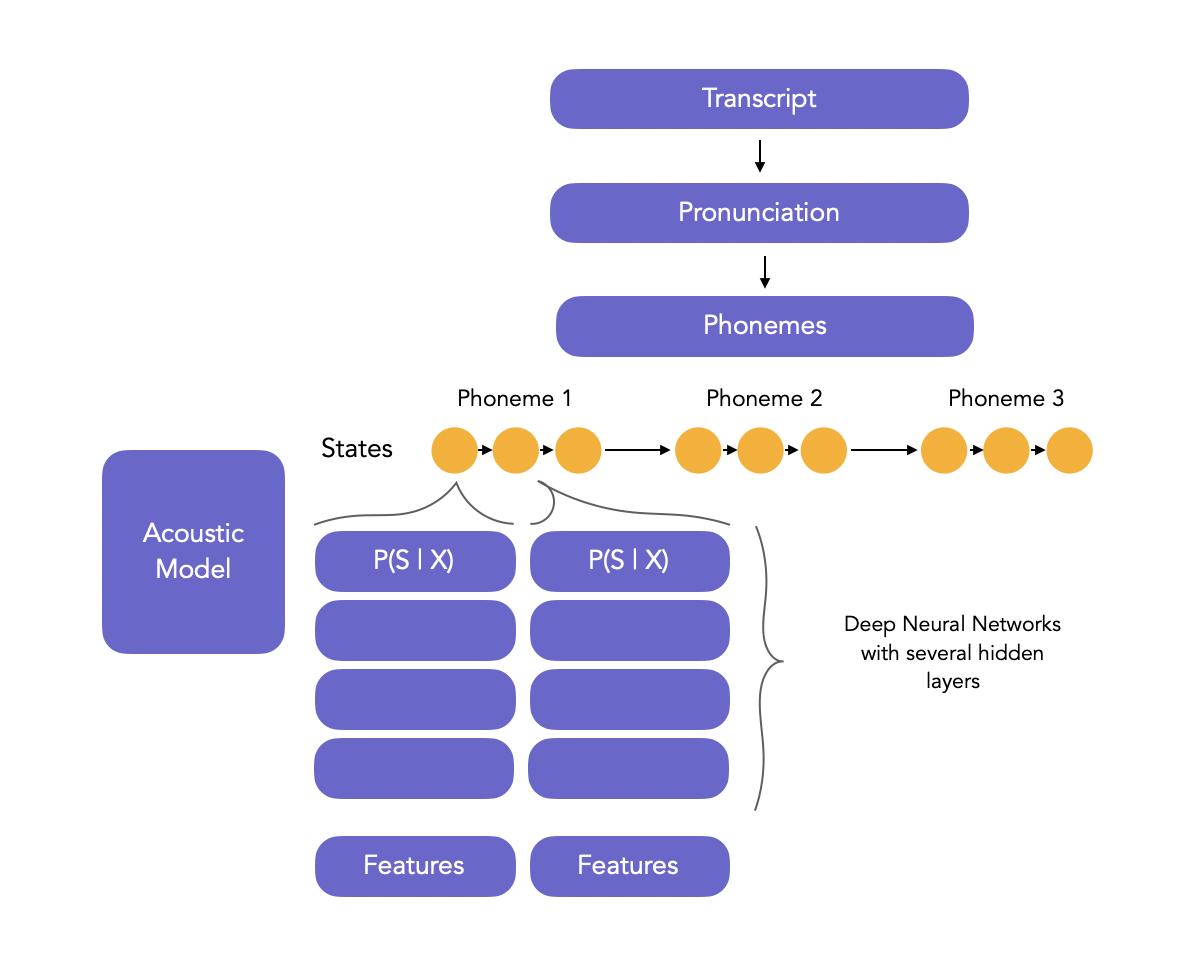 Transcript
Pronunciation
Phonemes
Phoneme 1
Phoneme 2
Phoneme 3
States
Acoustic
Model
P(S | X)
P(S | X)
Deep Neural Networks
with several hidden
layers
Features
Features